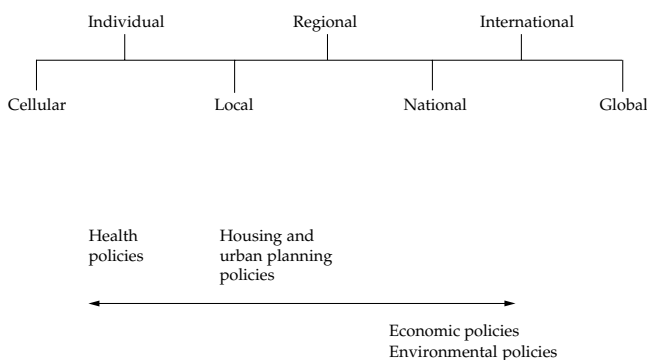 Individual
Regional
International
Cellular
Local
National
Global
Health
policies
Housing and
urban planning
policies
Economic policies
Environmental policies